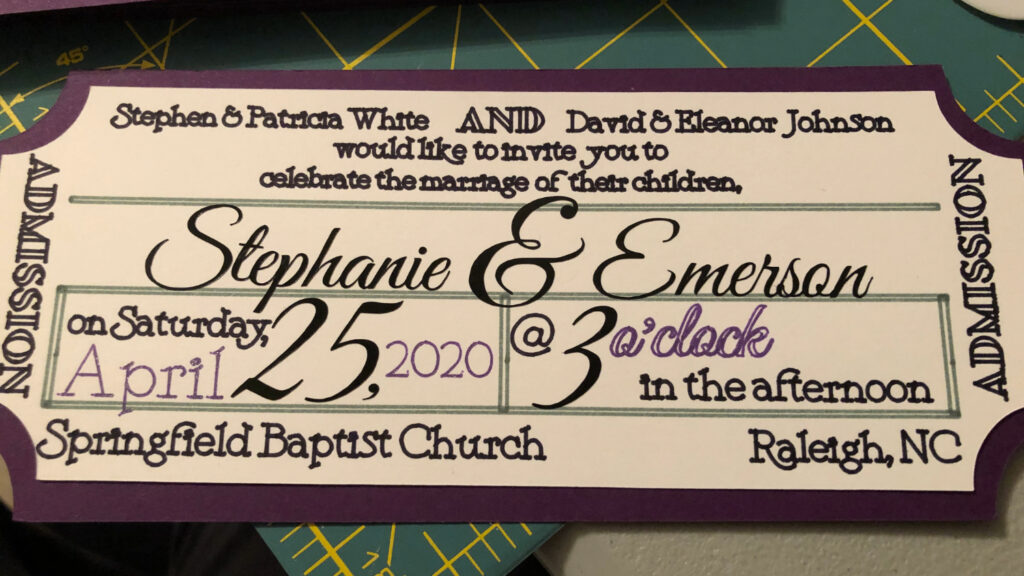 45°
Stephen & Patricia White AND David & Eleanor Johnson
would like to invite you to
celebrate the marriage of their children,
ADMISSION
Stephanie & Emerson
ADMISSION
on Saturday,
April 25, 2020
@ 3 o'clock
in the afternoon
Springfield Baptist Church
Raleigh, NC